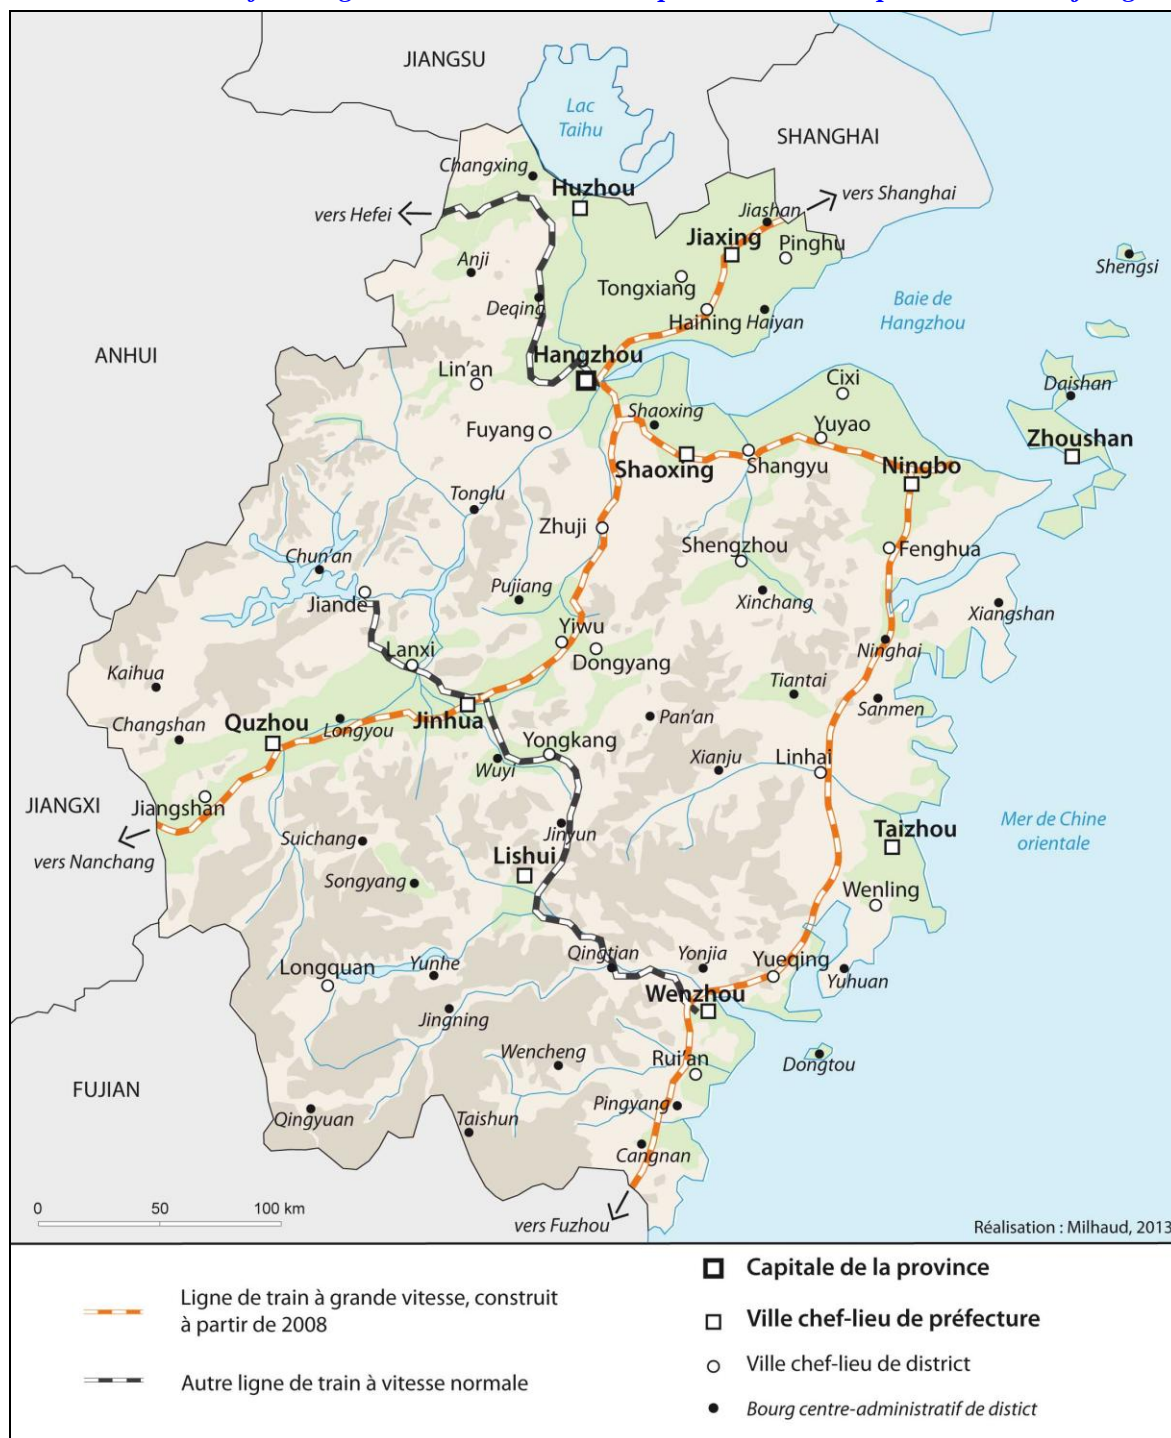 JIANGSU
Lac
Taihu
SHANGHAI
Changxing
Huzhou
vers Shanghai
vers Hefei
Jiashan
Jiaxing
Pinghu
Anji
Shengsi
Tongxiang
Deqing
Baie de
Hangzhou
Haining
Haiyan
ANHUI
Hangzhou
Lin'an
Cixi
Daishan
Shaoxing
Yuyao
Fuyang
Zhoushan
Shaoxing
Shangyu
Ningbo
Tonglu
Zhuji
Shengzhou
Fenghua
Chun'an
Pujiang
Jiande
Xinchang
Xiangshan
Yiwu
Lanxi
Dongyang
Ninghai
Kaihua
Tiantai
Sanmen
Changshan
Quzhou
Longyou
Jinhua
Pan'an
Yongkang
Wuyi
Xianju
Linhai
JIANGXI
Jiangshan
Mer de Chine
orientale
Taizhou
Suichang
Jinyun
vers Nanchang
Lishui
Songyang
Wenling
Qingtian
Yonjia
Yueqing
Longquan
Yunhe
Yuhuan
Wenzhou
Jingning
Wencheng
Rui'an
Dongtou
FUJIAN
Pingyang
Qingyuan
Taishun
Cangnan
0 50 100 km
vers Fuzhou
Réalisation : Milhaud, 2013
Ligne de train à grande vitesse, construit
à partir de 2008
Autre ligne de train à vitesse normale
Capitale de la province
Ville chef-lieu de préfecture
Ville chef-lieu de district
Bourg centre-administratif de distict